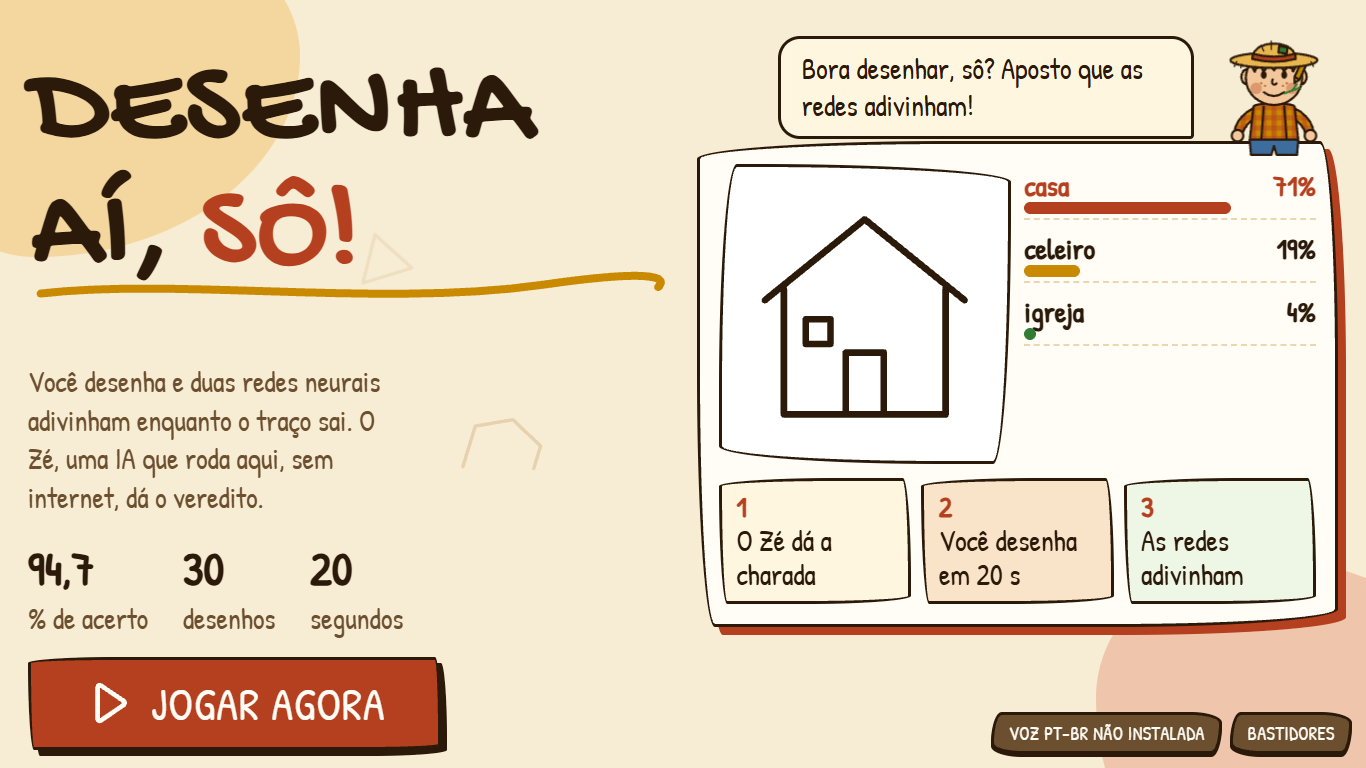 DESENHA
AÍ, SÔ!
Você desenha e duas redes neurais
adivinham enquanto o traço sai. O
Zé, uma IA que roda aqui, sem
internet, dá o veredito.
94,7
% de acerto
30
desenhos
20
segundos
JOGAR AGORA
Bora desenhar, sô? Aposto que as
redes adivinham!
casa 71%
celeiro 19%
igreja 4%
1
O Zé dá a
charada
2
Você desenha
em 20 s
3
As redes
adivinham
VOZ PT-BR NÃO INSTALADA
BASTIDORES